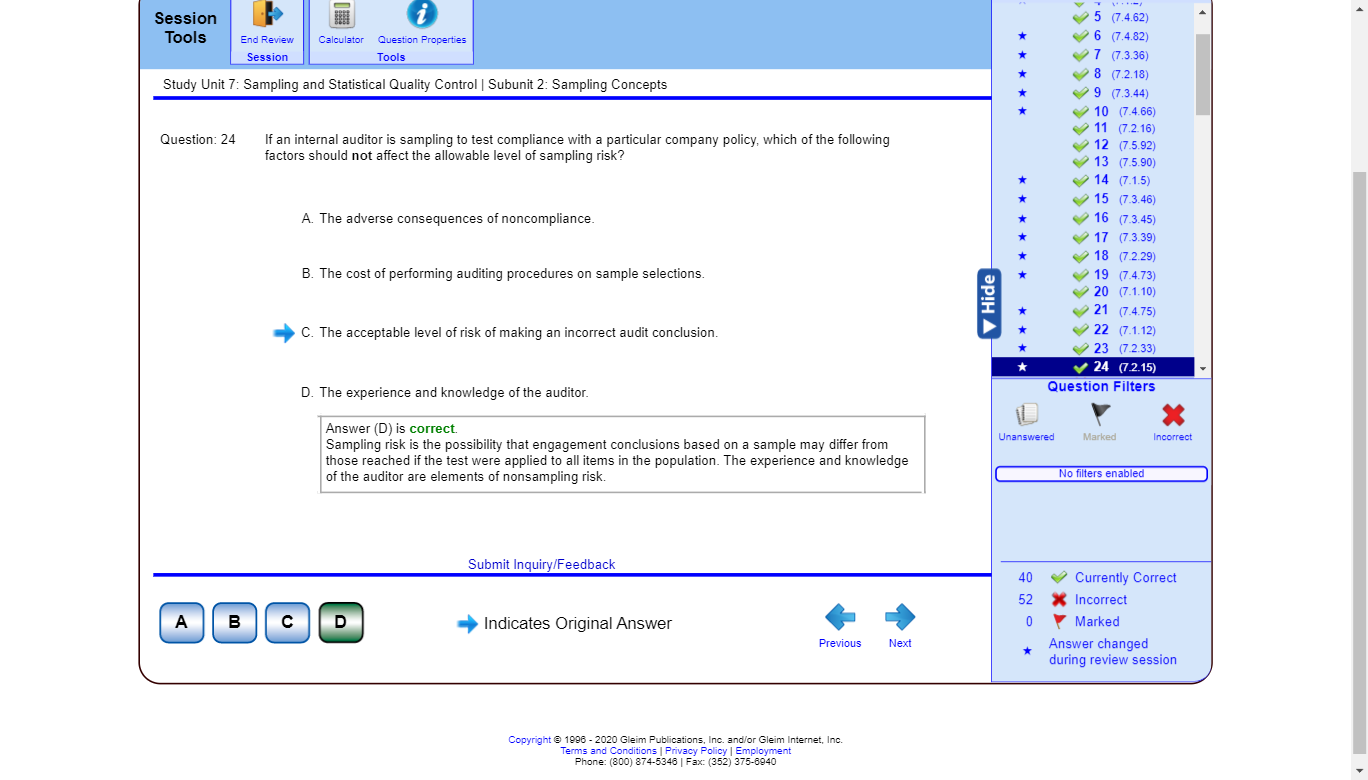 Session
Tools
End Review
Session
Calculator
Question Properties
Tools
Study Unit 7: Sampling and Statistical Quality Control | Subunit 2: Sampling Concepts
Question: 24
If an internal auditor is sampling to test compliance with a particular company policy, which of the following
factors should not affect the allowable level of sampling risk?
A. The adverse consequences of noncompliance.
B. The cost of performing auditing procedures on sample selections.
C. The acceptable level of risk of making an incorrect audit conclusion.
D. The experience and knowledge of the auditor.
Answer (D) is correct.
Sampling risk is the possibility that engagement conclusions based on a sample may differ from
those reached if the test were applied to all items in the population. The experience and knowledge
of the auditor are elements of nonsampling risk.
Submit Inquiry/Feedback
A B C D
Indicates Original Answer
Previous
Next
5 (7.4.62)
6 (7.4.82)
7 (7.3.36)
8 (7.2.18)
9 (7.3.44)
10 (7.4.66)
11 (7.2.16)
12 (7.5.92)
13 (7.5.90)
14 (7.1.5)
15 (7.3.46)
16 (7.3.45)
17 (7.3.39)
18 (7.2.29)
19 (7.4.73)
20 (7.1.10)
21 (7.4.75)
22 (7.1.12)
23 (7.2.33)
24 (7.2.15)
Hide
Question Filters
Unanswered
Marked
Incorrect
No filters enabled
40 Currently Correct
52 Incorrect
0 Marked
Answer changed
during review session
Copyright © 1996 - 2020 Gleim Publications, Inc. and/or Gleim Internet, Inc.
Terms and Conditions | Privacy Policy | Employment
Phone: (800) 874-5346 | Fax: (352) 375-6940